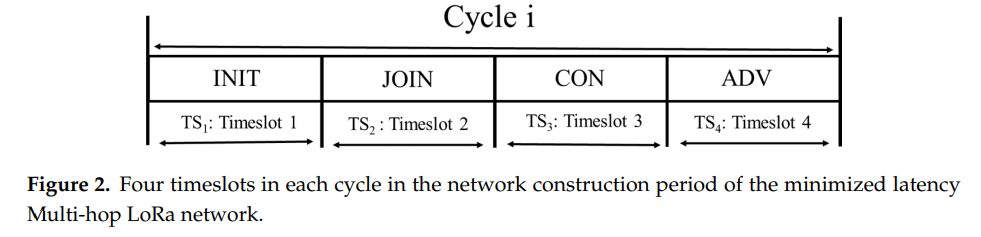 Cycle i
INIT JOIN CON ADV
TS₁: Timeslot 1 TS₂ : Timeslot 2 TS₃: Timeslot 3 TS₄: Timeslot 4
Figure 2. Four timeslots in each cycle in the network construction period of the minimized latency
Multi-hop LoRa network.